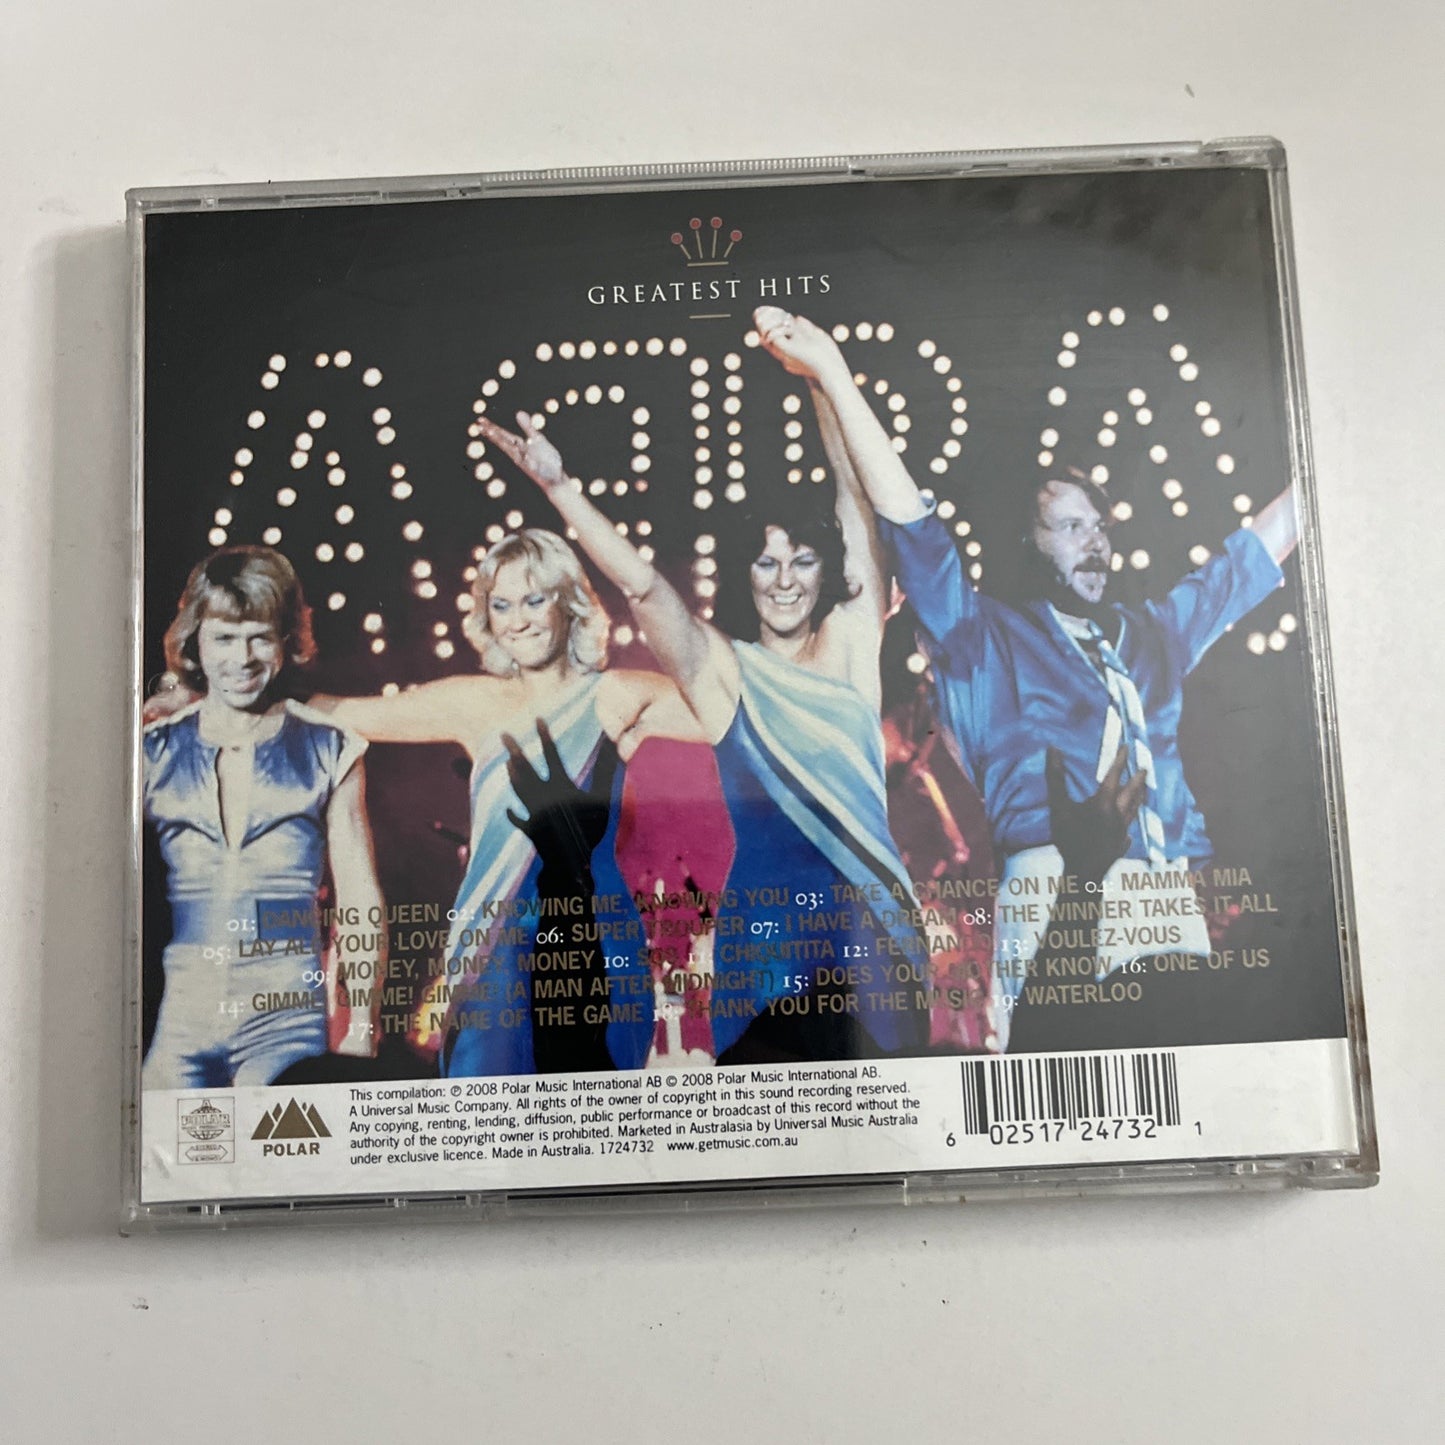 GREATEST HITS
ABBA
01: DANCING QUEEN 02: KNOWING ME, KNOWING YOU 03: TAKE A CHANCE ON ME 04: MAMMA MIA
05: LAY ALL YOUR LOVE ON ME 06: SUPER TROUPER 07: I HAVE A DREAM 08: THE WINNER TAKES IT ALL
09: MONEY, MONEY, MONEY 10: SOS 11: CHIQUITITA 12: FERNANDO 13: VOULEZ-VOUS
14: GIMME! GIMME! GIMME! (A MAN AFTER MIDNIGHT) 15: DOES YOUR MOTHER KNOW 16: ONE OF US
17: THE NAME OF THE GAME 18: THANK YOU FOR THE MUSIC 19: WATERLOO
POLAR
POLAR
This compilation: ℗ 2008 Polar Music International AB © 2008 Polar Music International AB.
A Universal Music Company. All rights of the owner of copyright in this sound recording reserved.
Any copying, renting, lending, diffusion, public performance or broadcast of this record without the
authority of the copyright owner is prohibited. Marketed in Australasia by Universal Music Australia
under exclusive licence. Made in Australia. 1724732 www.getmusic.com.au
6 02517 24732 1